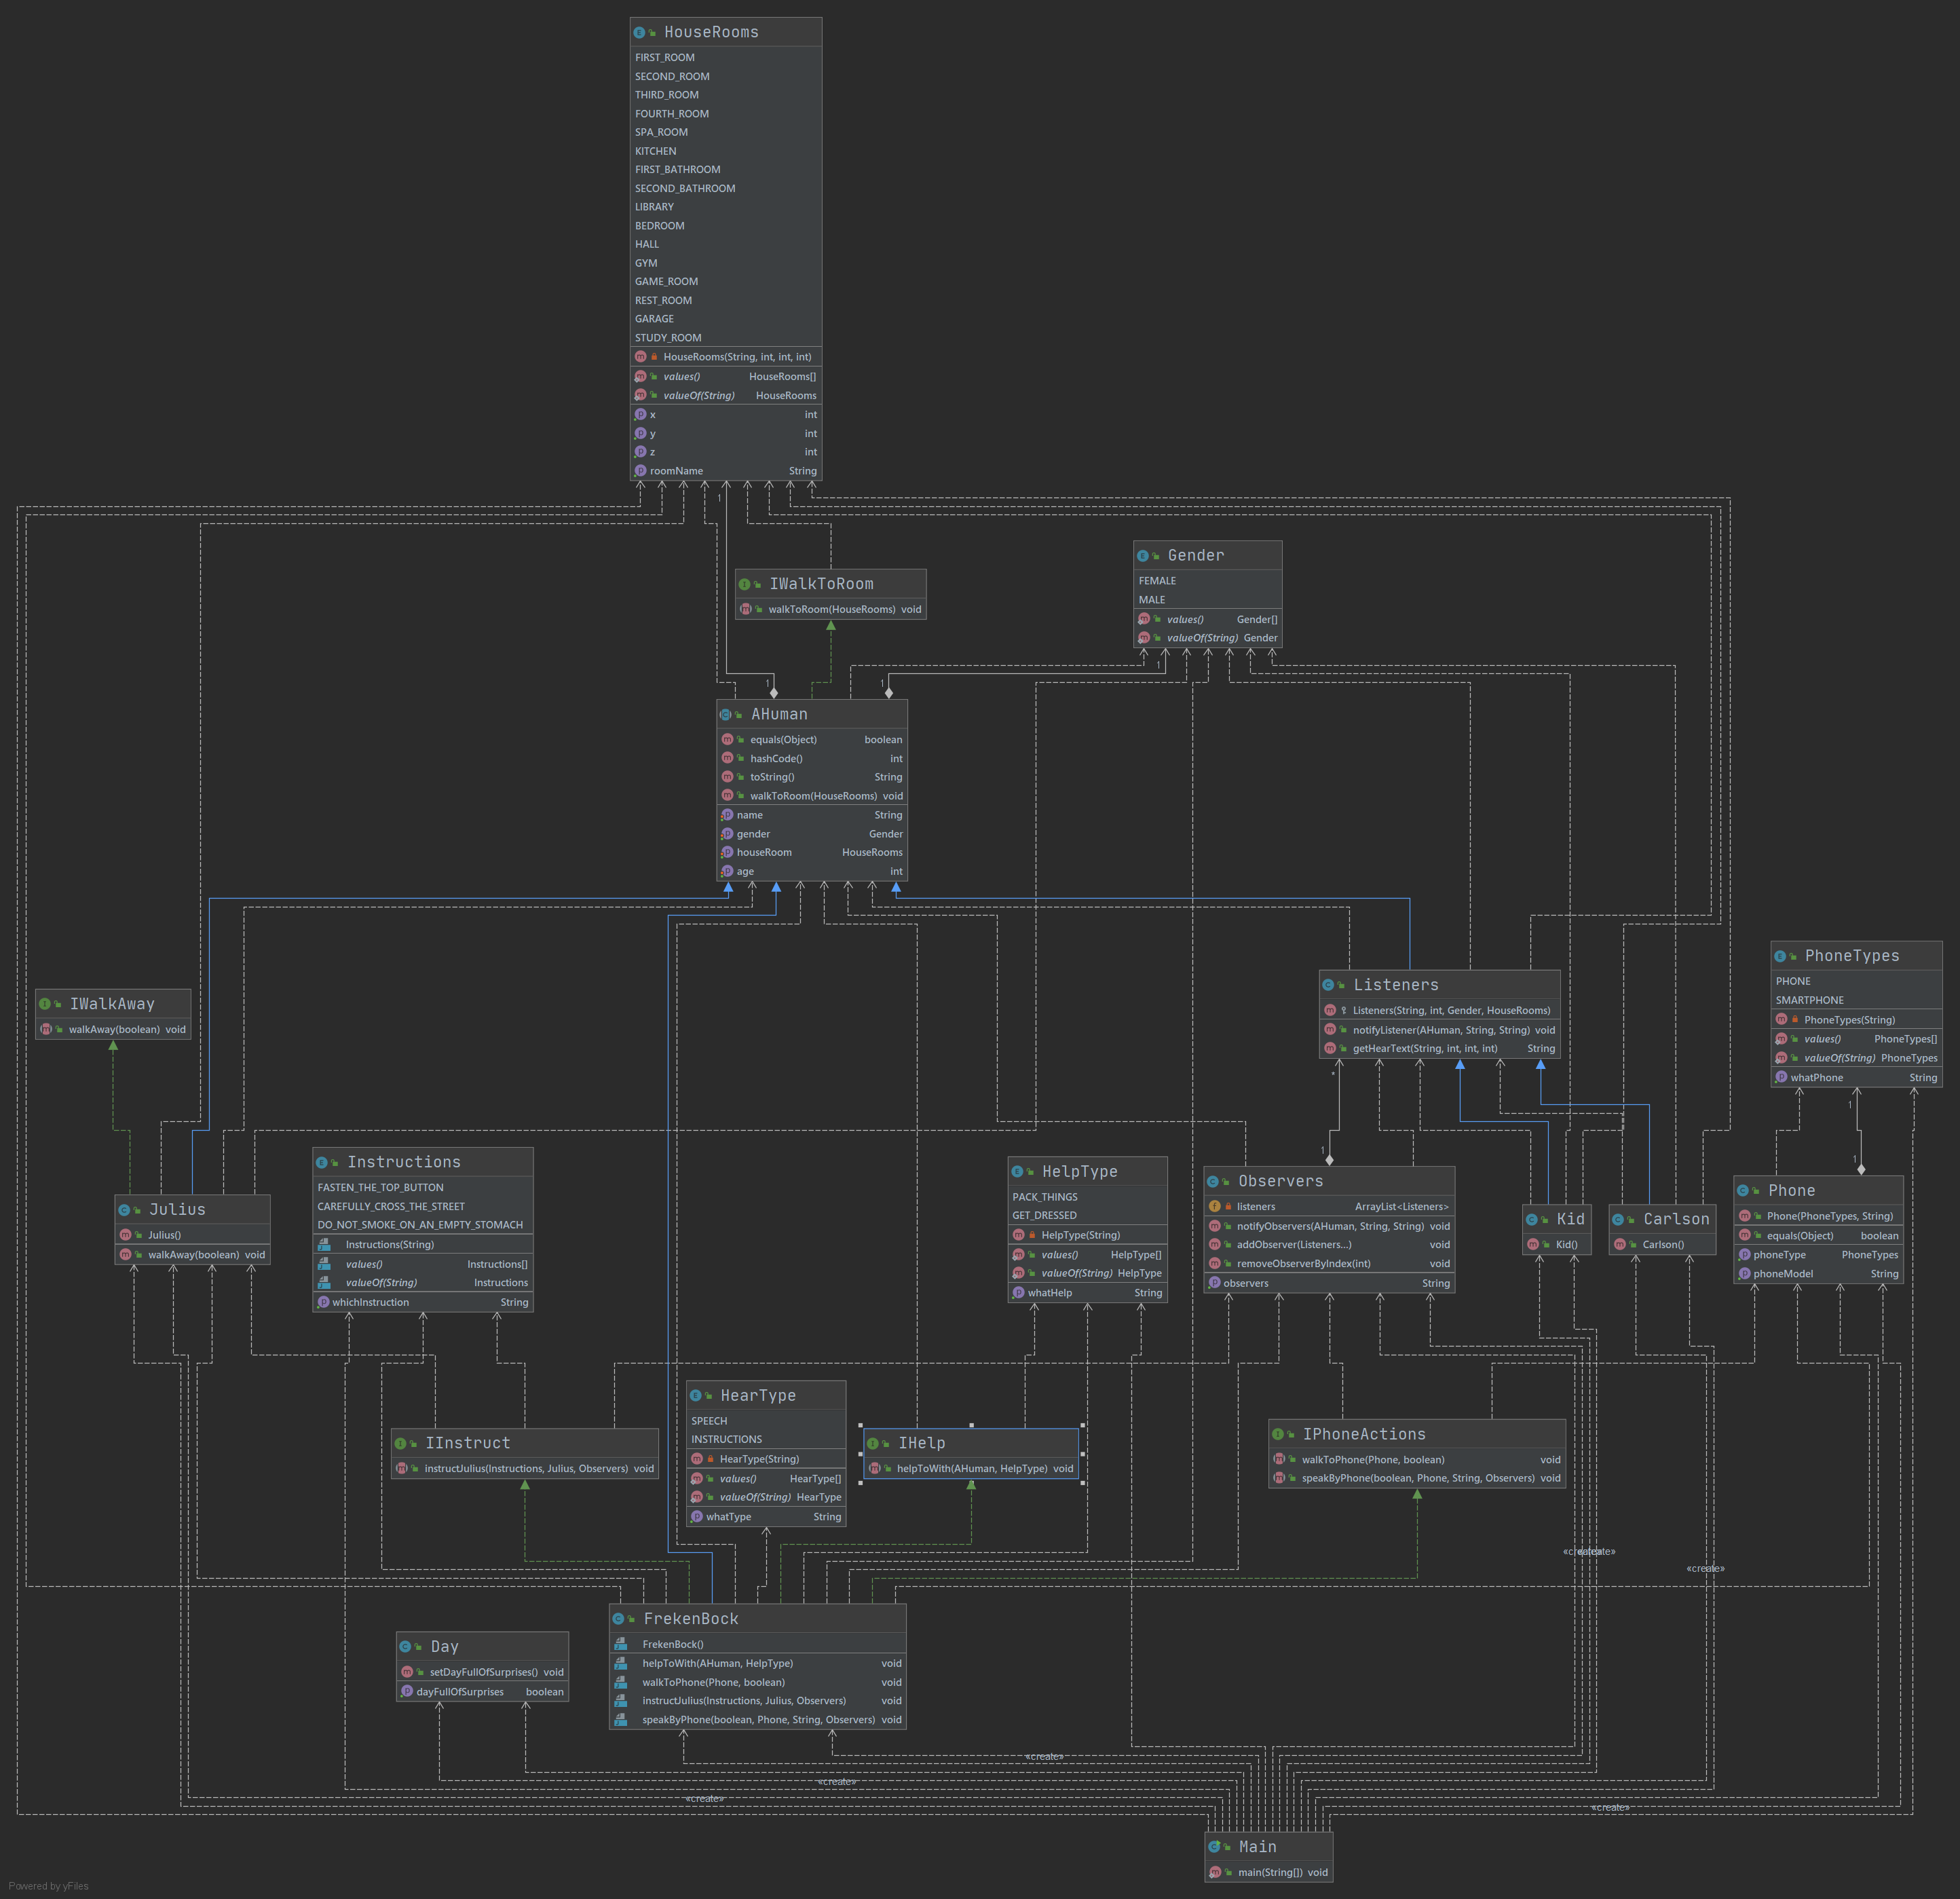 HouseRooms
FIRST_ROOM
SECOND_ROOM
THIRD_ROOM
FOURTH_ROOM
SPA_ROOM
KITCHEN
FIRST_BATHROOM
SECOND_BATHROOM
LIBRARY
BEDROOM
HALL
GYM
GAME_ROOM
REST_ROOM
GARAGE
STUDY_ROOM
HouseRooms(String, int, int, int)
values() HouseRooms[]
valueOf(String) HouseRooms
x int
y int
z int
roomName String
1
IWalkToRoom
walkToRoom(HouseRooms) void
Gender
FEMALE
MALE
values() Gender[]
valueOf(String) Gender
1
1
1
AHuman
equals(Object) boolean
hashCode() int
toString() String
walkToRoom(HouseRooms) void
name String
gender Gender
houseRoom HouseRooms
age int
IWalkAway
walkAway(boolean) void
Listeners
Listeners(String, int, Gender, HouseRooms)
notifyListener(AHuman, String, String) void
getHearText(String, int, int, int) String
*
PhoneTypes
PHONE
SMARTPHONE
PhoneTypes(String)
values() PhoneTypes[]
valueOf(String) PhoneTypes
whatPhone String
1
Julius
Julius()
walkAway(boolean) void
Instructions
FASTEN_THE_TOP_BUTTON
CAREFULLY_CROSS_THE_STREET
DO_NOT_SMOKE_ON_AN_EMPTY_STOMACH
Instructions(String)
values() Instructions[]
valueOf(String) Instructions
whichInstruction String
HelpType
PACK_THINGS
GET_DRESSED
HelpType(String)
values() HelpType[]
valueOf(String) HelpType
whatHelp String
1
Observers
listeners ArrayList<Listeners>
notifyObservers(AHuman, String, String) void
addObserver(Listeners...) void
removeObserverByIndex(int) void
observers String
Kid
Kid()
Carlson
Carlson()
1
Phone
Phone(PhoneTypes, String)
equals(Object) boolean
phoneType PhoneTypes
phoneModel String
IInstruct
instructJulius(Instructions, Julius, Observers) void
HearType
SPEECH
INSTRUCTIONS
HearType(String)
values() HearType[]
valueOf(String) HearType
whatType String
IHelp
helpToWith(AHuman, HelpType) void
IPhoneActions
walkToPhone(Phone, boolean) void
speakByPhone(boolean, Phone, String, Observers) void
«create»
«create»
Day
setDayFullOfSurprises() void
dayFullOfSurprises boolean
FrekenBock
FrekenBock()
helpToWith(AHuman, HelpType) void
walkToPhone(Phone, boolean) void
instructJulius(Instructions, Julius, Observers) void
speakByPhone(boolean, Phone, String, Observers) void
«create»
«create»
«create»
«create»
Main
main(String[]) void
Powered by yFiles